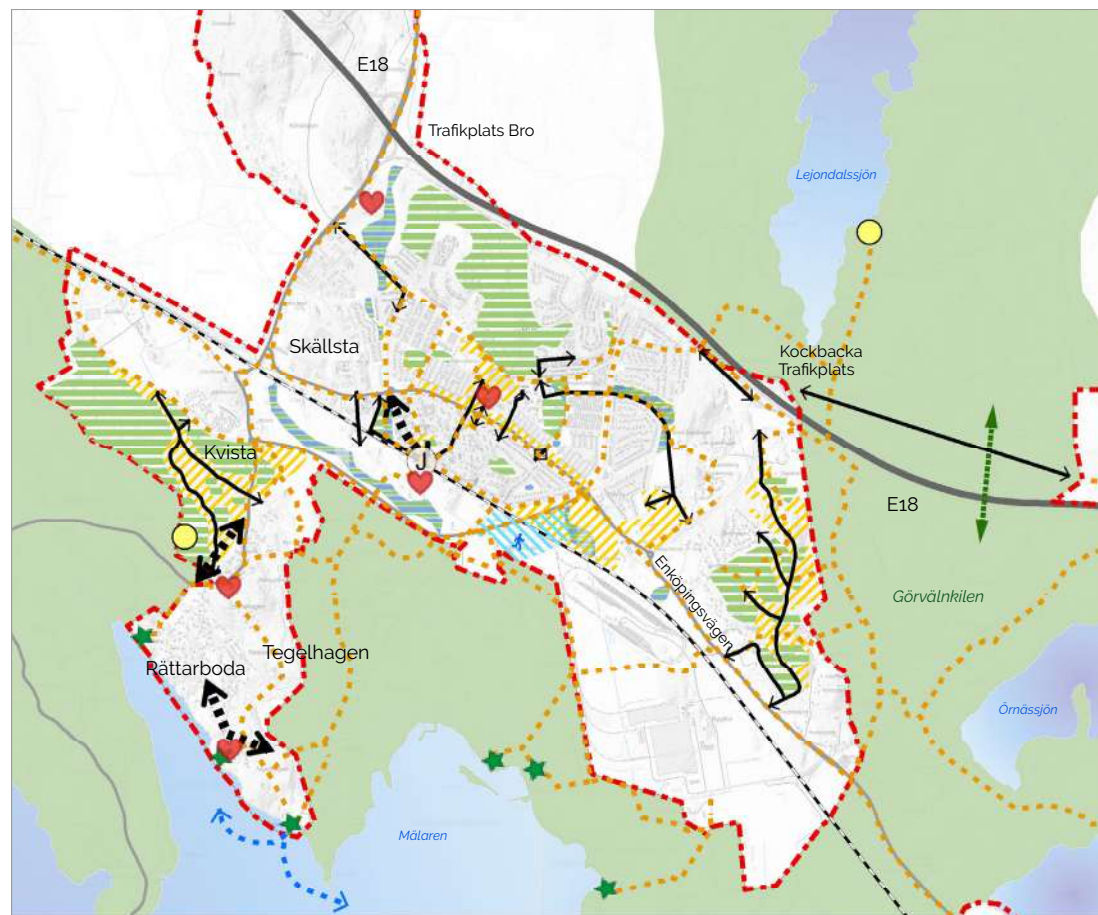 E18
Trafikplats Bro
Lejondalssjön
Skällsta
Kockbacka
Trafikplats
J
Kvista
E18
Enköpingsvägen
Görvälnkilen
Tegelhagen
Rättarboda
Örnässjön
Mälaren